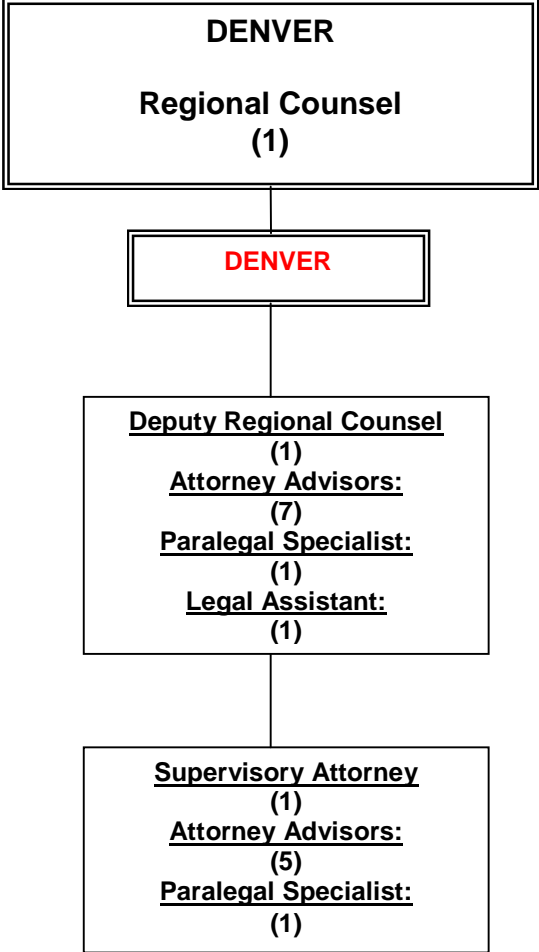 DENVER
Regional Counsel
(1)
DENVER
Deputy Regional Counsel
(1)
Attorney Advisors:
(7)
Paralegal Specialist:
(1)
Legal Assistant:
(1)
Supervisory Attorney
(1)
Attorney Advisors:
(5)
Paralegal Specialist:
(1)